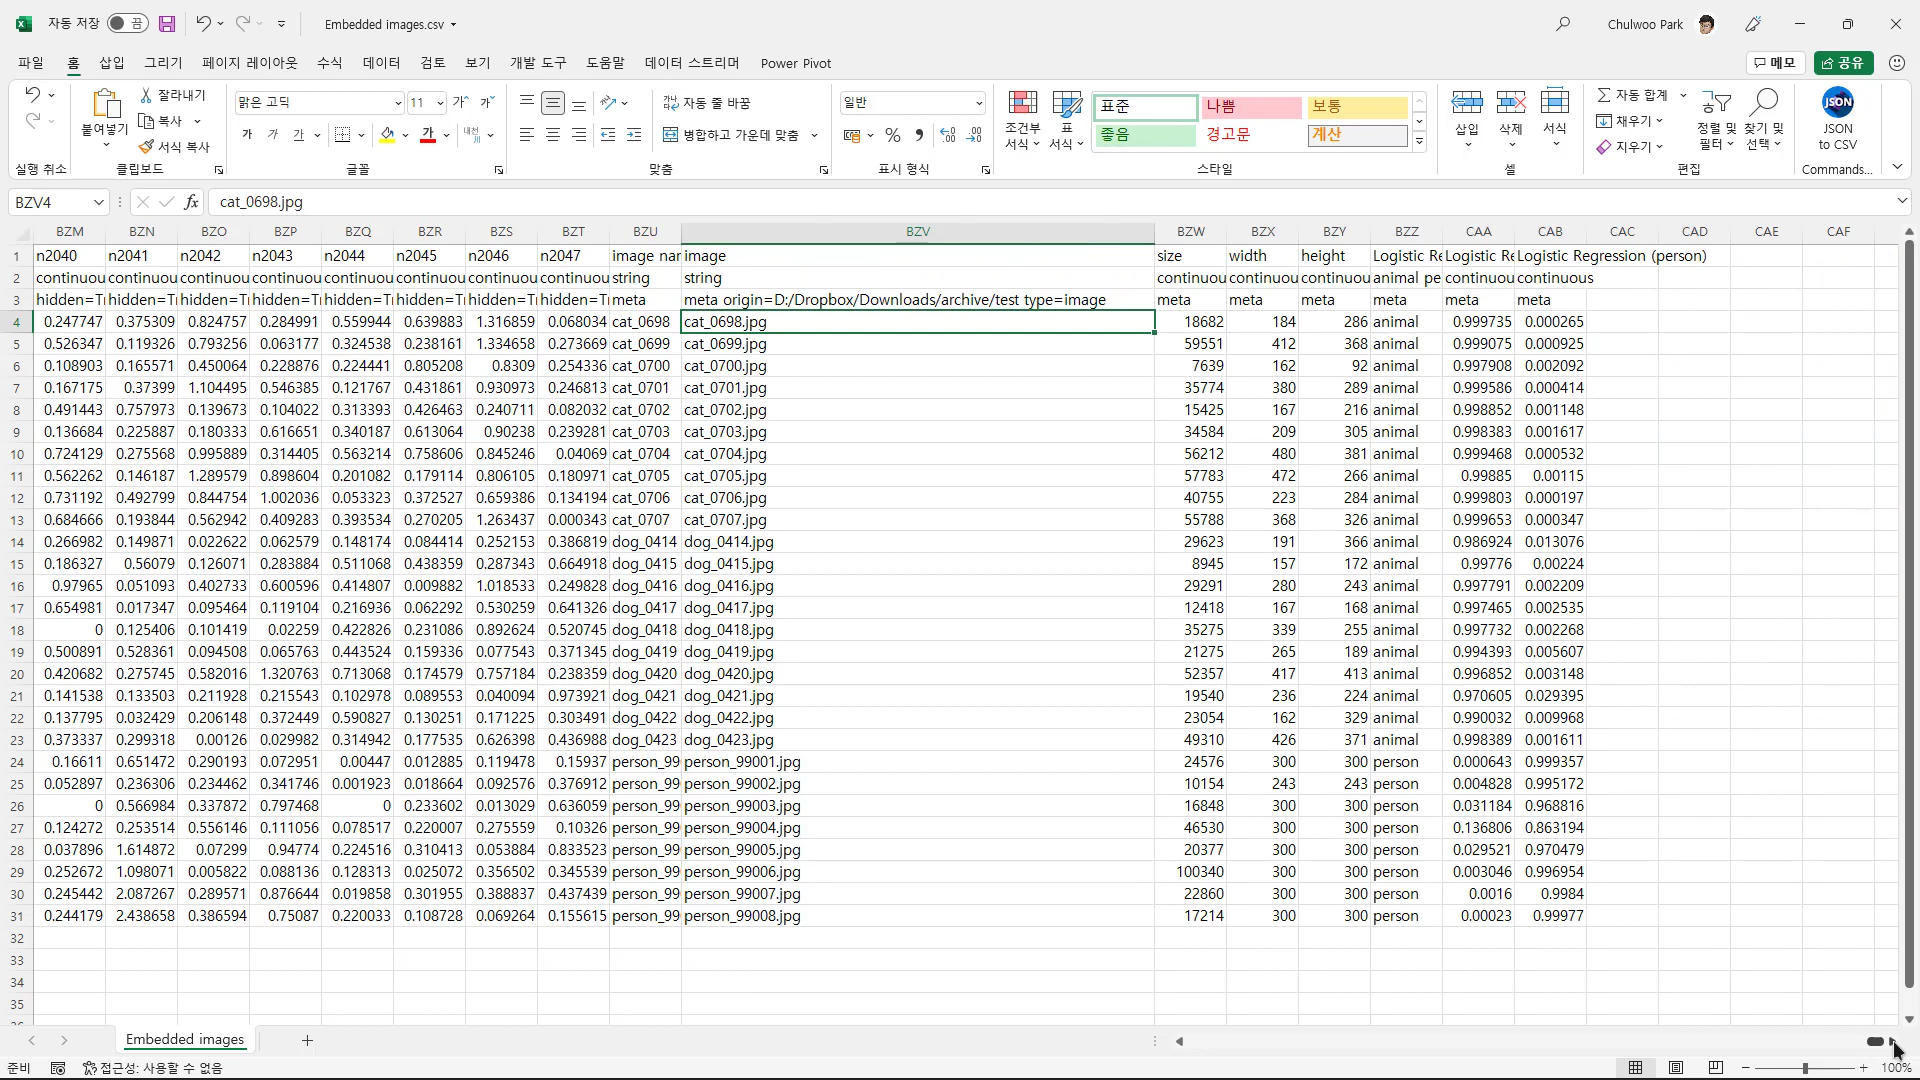 자동 저장 끔 Embedded images.csv Chulwoo Park
파일 홈 삽입 그리기 페이지 레이아웃 수식 데이터 검토 보기 개발 도구 도움말 데이터 스트리머 Power Pivot 메모 공유
붙여넣기 잘라내기 복사 서식 복사 맑은 고딕 11 가 가 가 가 가 가 내천 가나다 자동 줄 바꿈 병합하고 가운데 맞춤 일반 % 조건부 서식 표 서식 표준 나쁨 보통 좋음 경고문 계산 삽입 삭제 서식 자동 합계 채우기 지우기 정렬 및 필터 찾기 및 선택 JSON JSON to CSV
실행 취소 클립보드 글꼴 맞춤 표시 형식 스타일 셀 편집 Commands...
BZV4 fx cat_0698.jpg
BZM BZN BZO BZP BZQ BZR BZS BZT BZU BZV BZW BZX BZY BZZ CAA CAB CAC CAD CAE CAF
1 n2040 n2041 n2042 n2043 n2044 n2045 n2046 n2047 image nar image size width height Logistic Re Logistic Re Logistic Regression (person)
2 continuou continuou continuou continuou continuou continuou continuou continuou string string continuou continuou continuou animal pe continuou continuous
3 hidden=Tr hidden=Tr hidden=Tr hidden=Tr hidden=Tr hidden=Tr hidden=Tr hidden=Tr meta meta origin=D:/Dropbox/Downloads/archive/test type=image meta meta meta meta meta meta
4 0.247747 0.375309 0.824757 0.284991 0.559944 0.639883 1.316859 0.068034 cat_0698 cat_0698.jpg 18682 184 286 animal 0.999735 0.000265
5 0.526347 0.119326 0.793256 0.063177 0.324538 0.238161 1.334658 0.273669 cat_0699 cat_0699.jpg 59551 412 368 animal 0.999075 0.000925
6 0.108903 0.165571 0.450064 0.228876 0.224441 0.805208 0.8309 0.254336 cat_0700 cat_0700.jpg 7639 162 92 animal 0.997908 0.002092
7 0.167175 0.37399 1.104495 0.546385 0.121767 0.431861 0.930973 0.246813 cat_0701 cat_0701.jpg 35774 380 289 animal 0.999586 0.000414
8 0.491443 0.757973 0.139673 0.104022 0.313393 0.426463 0.240711 0.082032 cat_0702 cat_0702.jpg 15425 167 216 animal 0.998852 0.001148
9 0.136684 0.225887 0.180333 0.616651 0.340187 0.613064 0.90238 0.239281 cat_0703 cat_0703.jpg 34584 209 305 animal 0.998383 0.001617
10 0.724129 0.275568 0.995889 0.314405 0.563214 0.758606 0.845246 0.04069 cat_0704 cat_0704.jpg 56212 480 381 animal 0.999468 0.000532
11 0.562262 0.146187 1.289579 0.898604 0.201082 0.179114 0.806105 0.180971 cat_0705 cat_0705.jpg 57783 472 266 animal 0.99885 0.00115
12 0.731192 0.492799 0.844754 1.002036 0.053323 0.372527 0.659386 0.134194 cat_0706 cat_0706.jpg 40755 223 284 animal 0.999803 0.000197
13 0.684666 0.193844 0.562942 0.409283 0.393534 0.270205 1.263437 0.000343 cat_0707 cat_0707.jpg 55788 368 326 animal 0.999653 0.000347
14 0.266982 0.149871 0.022622 0.062579 0.148174 0.084414 0.252153 0.386819 dog_0414 dog_0414.jpg 29623 191 366 animal 0.986924 0.013076
15 0.186327 0.56079 0.126071 0.283884 0.511068 0.438359 0.287343 0.664918 dog_0415 dog_0415.jpg 8945 157 172 animal 0.99776 0.00224
16 0.97965 0.051093 0.402733 0.600596 0.414807 0.009882 1.018533 0.249828 dog_0416 dog_0416.jpg 29291 280 243 animal 0.997791 0.002209
17 0.654981 0.017347 0.095464 0.119104 0.216936 0.062292 0.530259 0.641326 dog_0417 dog_0417.jpg 12418 167 168 animal 0.997465 0.002535
18 0 0.125406 0.101419 0.02259 0.422826 0.231086 0.892624 0.520745 dog_0418 dog_0418.jpg 35275 339 255 animal 0.997732 0.002268
19 0.500891 0.528361 0.094508 0.065763 0.443524 0.159336 0.077543 0.371345 dog_0419 dog_0419.jpg 21275 265 189 animal 0.994393 0.005607
20 0.420682 0.275745 0.582016 1.320763 0.713068 0.174579 0.757184 0.238359 dog_0420 dog_0420.jpg 52357 417 413 animal 0.996852 0.003148
21 0.141538 0.133503 0.211928 0.215543 0.102978 0.089553 0.040094 0.973921 dog_0421 dog_0421.jpg 19540 236 224 animal 0.970605 0.029395
22 0.137795 0.032429 0.206148 0.372449 0.590827 0.130251 0.171225 0.303491 dog_0422 dog_0422.jpg 23054 162 329 animal 0.990032 0.009968
23 0.373337 0.299318 0.00126 0.029982 0.314942 0.177535 0.626398 0.436988 dog_0423 dog_0423.jpg 49310 426 371 animal 0.998389 0.001611
24 0.16611 0.651472 0.290193 0.072951 0.00447 0.012885 0.119478 0.15937 person_99 person_99001.jpg 24576 300 300 person 0.000643 0.999357
25 0.052897 0.236306 0.234462 0.341746 0.001923 0.018664 0.092576 0.376912 person_99 person_99002.jpg 10154 243 243 person 0.004828 0.995172
26 0 0.566984 0.337872 0.797468 0 0.233602 0.013029 0.636059 person_99 person_99003.jpg 16848 300 300 person 0.031184 0.968816
27 0.124272 0.253514 0.556146 0.111056 0.078517 0.220007 0.275559 0.10326 person_99 person_99004.jpg 46530 300 300 person 0.136806 0.863194
28 0.037896 1.614872 0.07299 0.94774 0.224516 0.310413 0.053884 0.833523 person_99 person_99005.jpg 20377 300 300 person 0.029521 0.970479
29 0.252672 1.098071 0.005822 0.088136 0.128313 0.025072 0.356502 0.345539 person_99 person_99006.jpg 100340 300 300 person 0.003046 0.996954
30 0.245442 2.087267 0.289571 0.876644 0.019858 0.301955 0.388837 0.437439 person_99 person_99007.jpg 22860 300 300 person 0.0016 0.9984
31 0.244179 2.438658 0.386594 0.75087 0.220033 0.108728 0.069264 0.155615 person_99 person_99008.jpg 17214 300 300 person 0.00023 0.99977
32
33
34
35
Embedded images
준비 접근성: 사용할 수 없음 100%